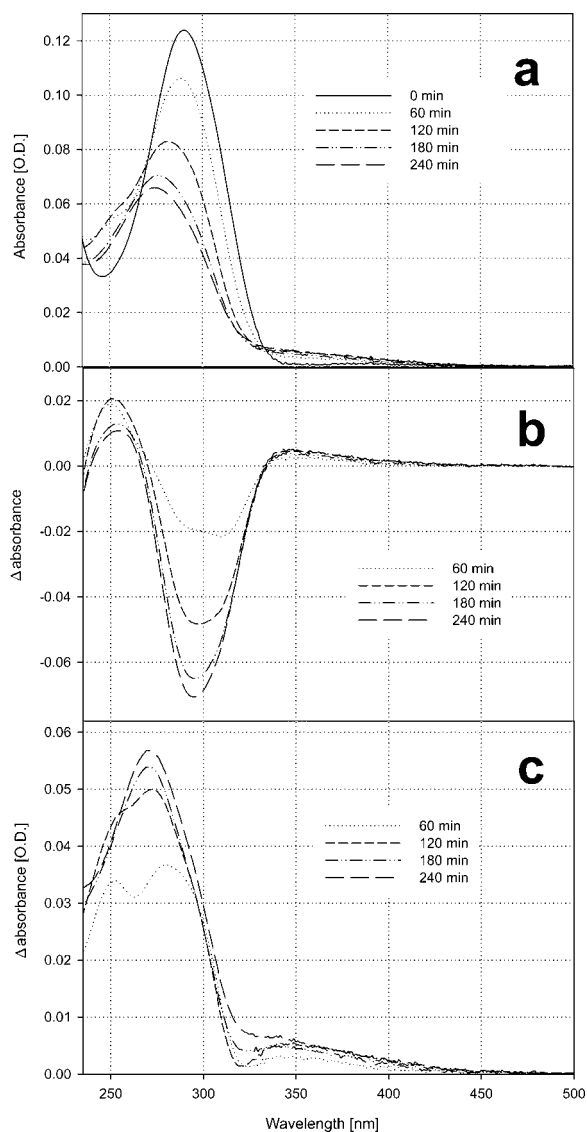 a
0.12
0.10
0.08
0.06
0.04
0.02
0.00
Absorbance [O.D.]
0 min
60 min
120 min
180 min
240 min
b
0.02
0.00
-0.02
-0.04
-0.06
Δ absorbance
60 min
120 min
180 min
240 min
c
0.06
0.05
0.04
0.03
0.02
0.01
0.00
Δ absorbance [O.D.]
60 min
120 min
180 min
240 min
250 300 350 400 450 500
Wavelength [nm]